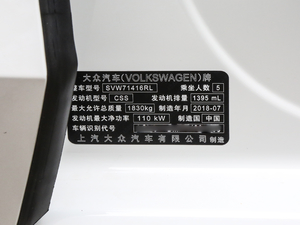 大众汽车(VOLKSWAGEN)牌
整车型号 SVW71416RL 乘坐人数 5
发动机型号 CSS 发动机排量 1395 mL
最大允许总质量 1830kg 制造年月 2018-07
发动机最大净功率 110 kW 制造国 中国
车辆识别代号
上汽大众汽车有限公司制造